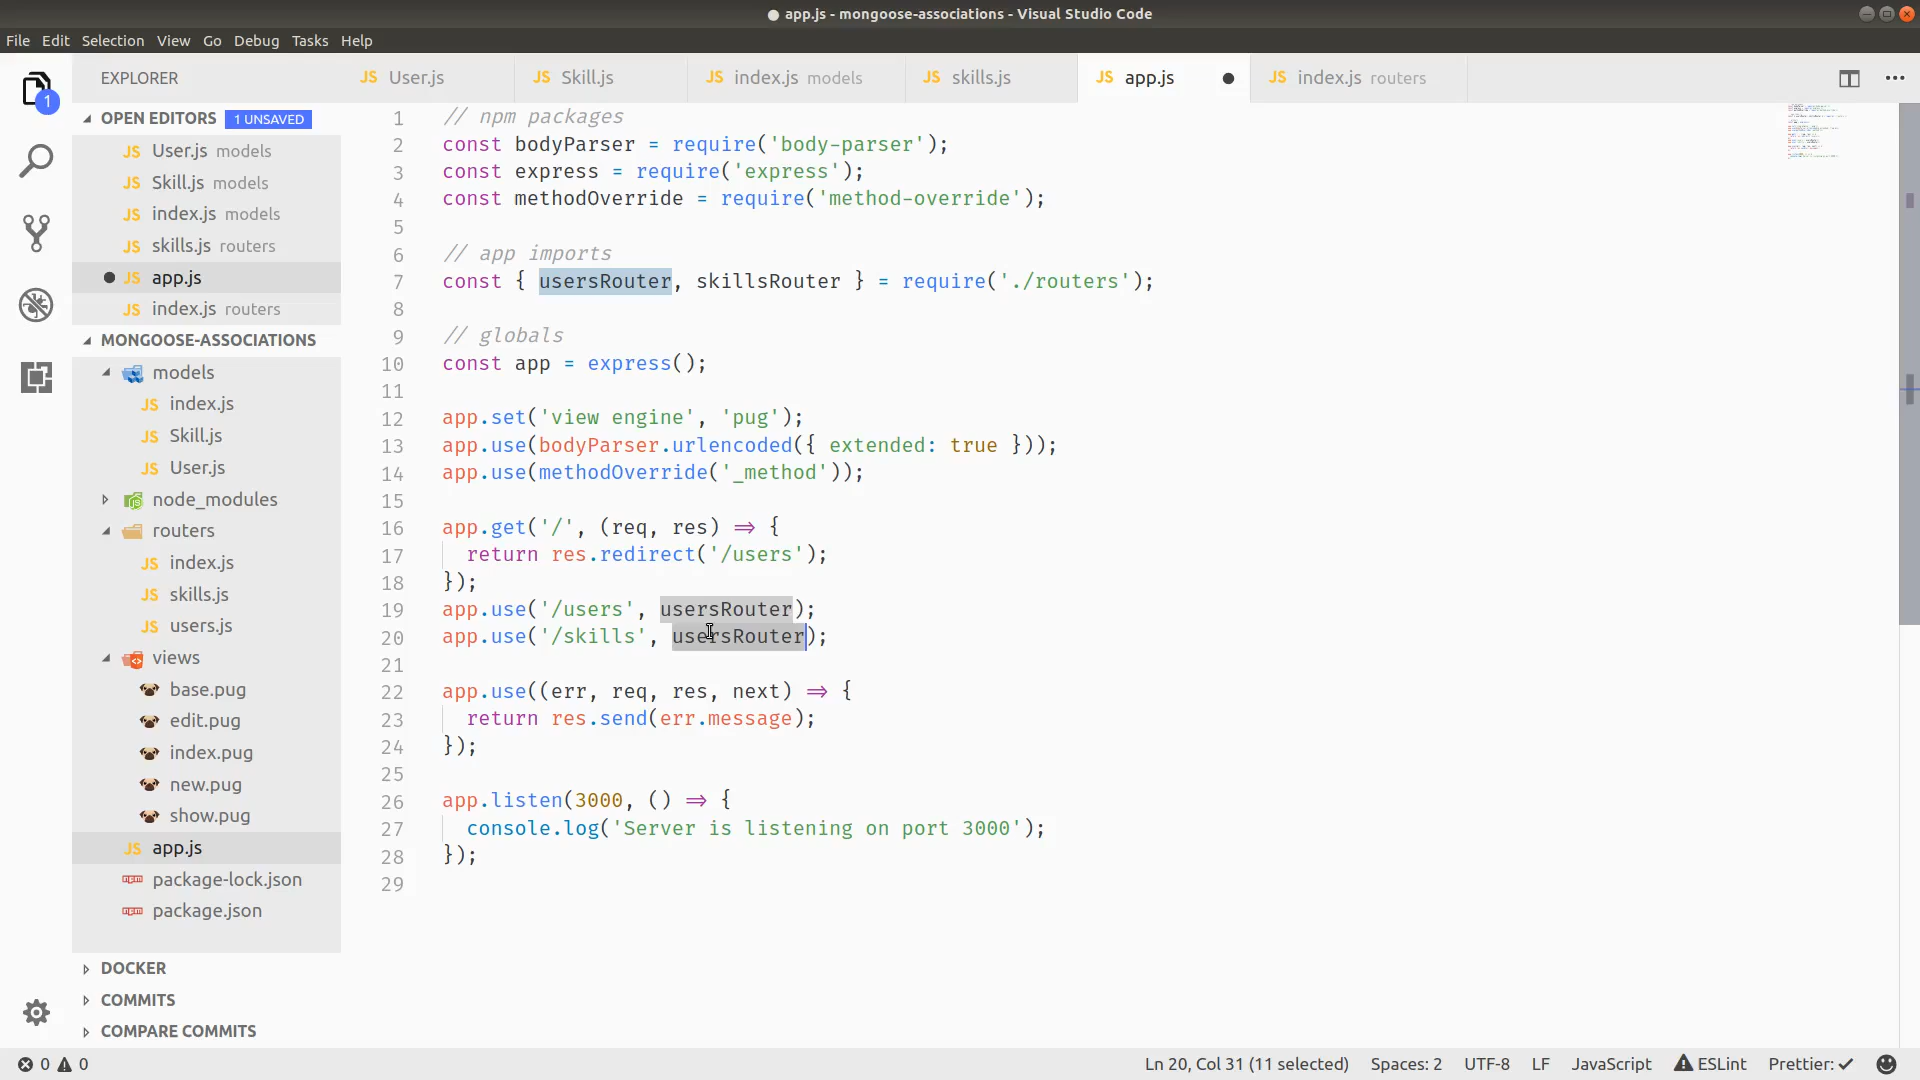 app.js - mongoose-associations - Visual Studio Code
File Edit Selection View Go Debug Tasks Help
1
EXPLORER
JS User.js
JS Skill.js
JS index.js models
JS skills.js
JS app.js
JS index.js routers
OPEN EDITORS 1 UNSAVED
JS User.js models
JS Skill.js models
JS index.js models
JS skills.js routers
JS app.js
JS index.js routers
MONGOOSE-ASSOCIATIONS
models
JS index.js
JS Skill.js
JS User.js
node_modules
routers
JS index.js
JS skills.js
JS users.js
views
base.pug
edit.pug
index.pug
new.pug
show.pug
JS app.js
package-lock.json
package.json
DOCKER
COMMITS
COMPARE COMMITS
1 // npm packages
2 const bodyParser = require('body-parser');
3 const express = require('express');
4 const methodOverride = require('method-override');
5
6 // app imports
7 const { usersRouter, skillsRouter } = require('./routers');
8
9 // globals
10 const app = express();
11
12 app.set('view engine', 'pug');
13 app.use(bodyParser.urlencoded({ extended: true }));
14 app.use(methodOverride('_method'));
15
16 app.get('/', (req, res) ⇒ {
17 return res.redirect('/users');
18 });
19 app.use('/users', usersRouter);
20 app.use('/skills', usersRouter);
21
22 app.use((err, req, res, next) ⇒ {
23 return res.send(err.message);
24 });
25
26 app.listen(3000, () ⇒ {
27 console.log('Server is listening on port 3000');
28 });
29
0 0 Ln 20, Col 31 (11 selected) Spaces: 2 UTF-8 LF JavaScript ESLint Prettier: ✓